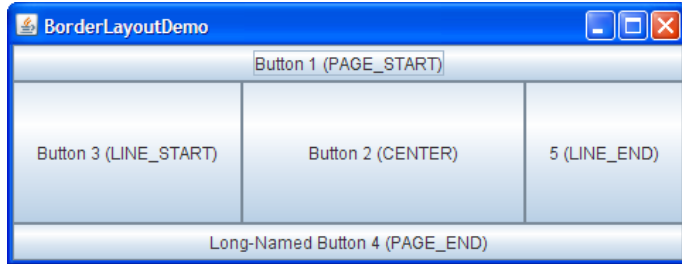 BorderLayoutDemo
Button 1 (PAGE_START)
Button 3 (LINE_START)
Button 2 (CENTER)
5 (LINE_END)
Long-Named Button 4 (PAGE_END)